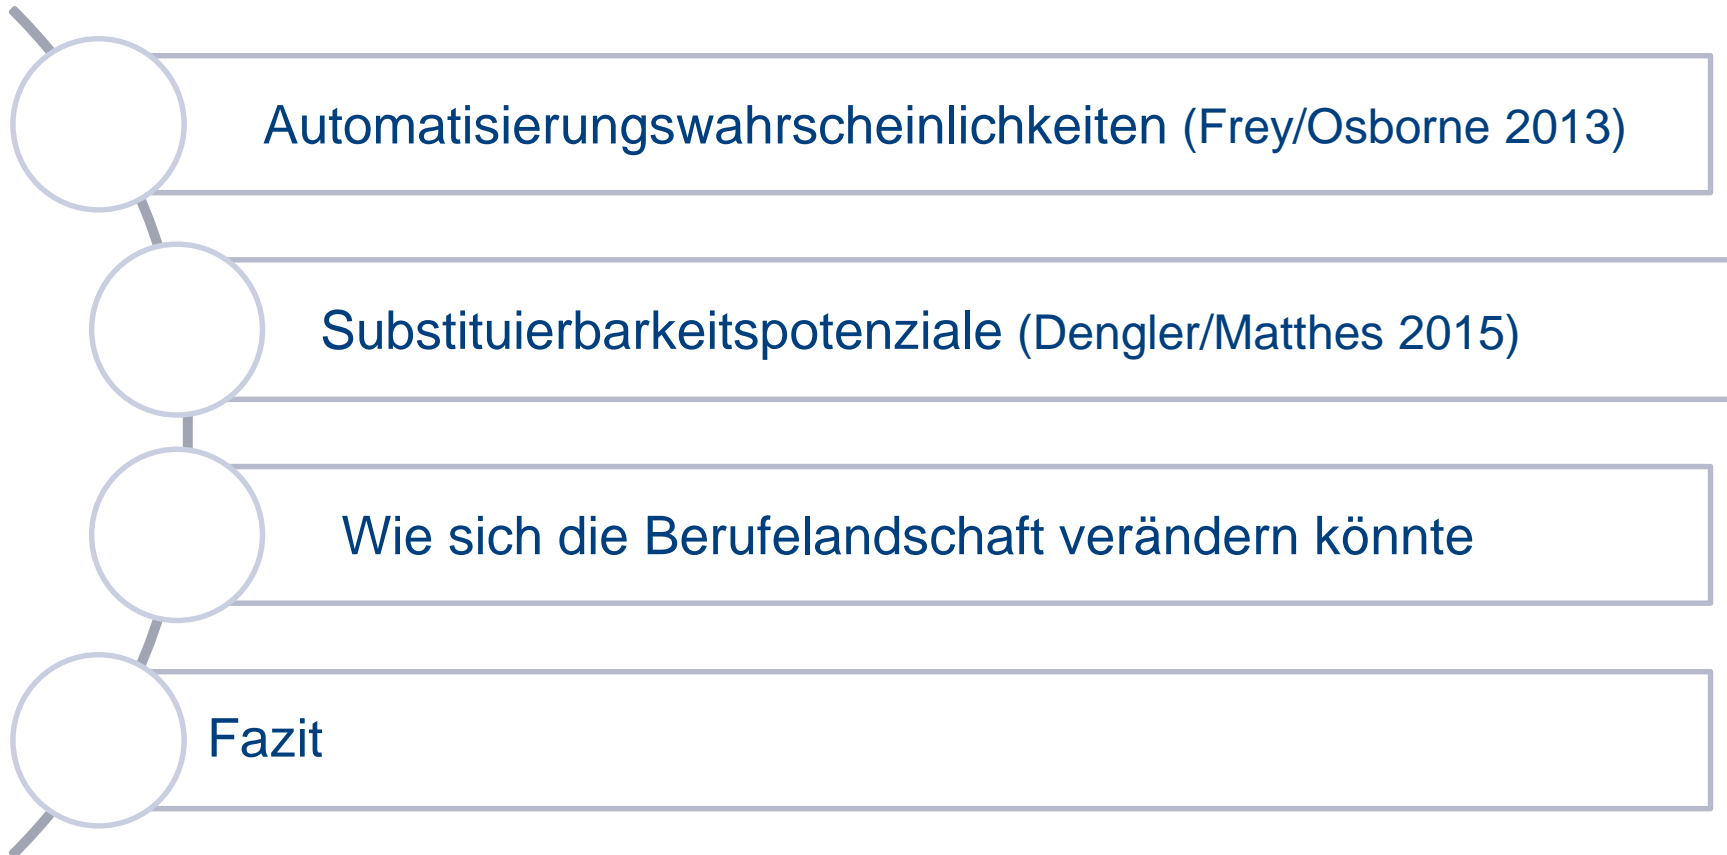 Automatisierungswahrscheinlichkeiten (Frey/Osborne 2013)
Substituierbarkeitspotenziale (Dengler/Matthes 2015)
Wie sich die Berufelandschaft verändern könnte
Fazit